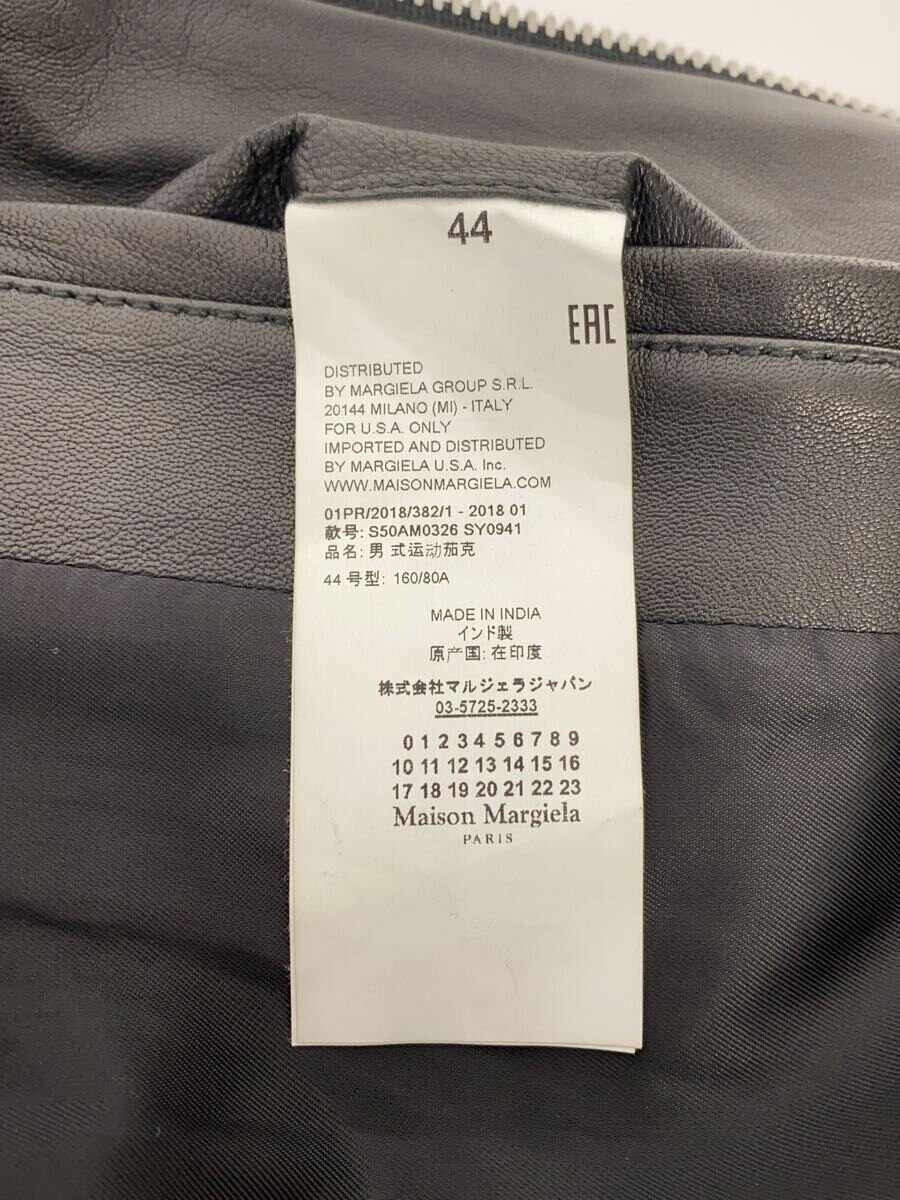 44
EAC
DISTRIBUTED
BY MARGIELA GROUP S.R.L.
20144 MILANO (MI) - ITALY
FOR U.S.A. ONLY
IMPORTED AND DISTRIBUTED
BY MARGIELA U.S.A. Inc.
WWW.MAISONMARGIELA.COM
01PR/2018/382/1 - 2018 01
款号: S50AM0326 SY0941
品名: 男 式运动茄克
44 号型: 160/80A
MADE IN INDIA
インド製
原产国: 在印度
株式会社マルジェラジャパン
03-5725-2333
0 1 2 3 4 5 6 7 8 9
10 11 12 13 14 15 16
17 18 19 20 21 22 23
Maison Margiela
PARIS